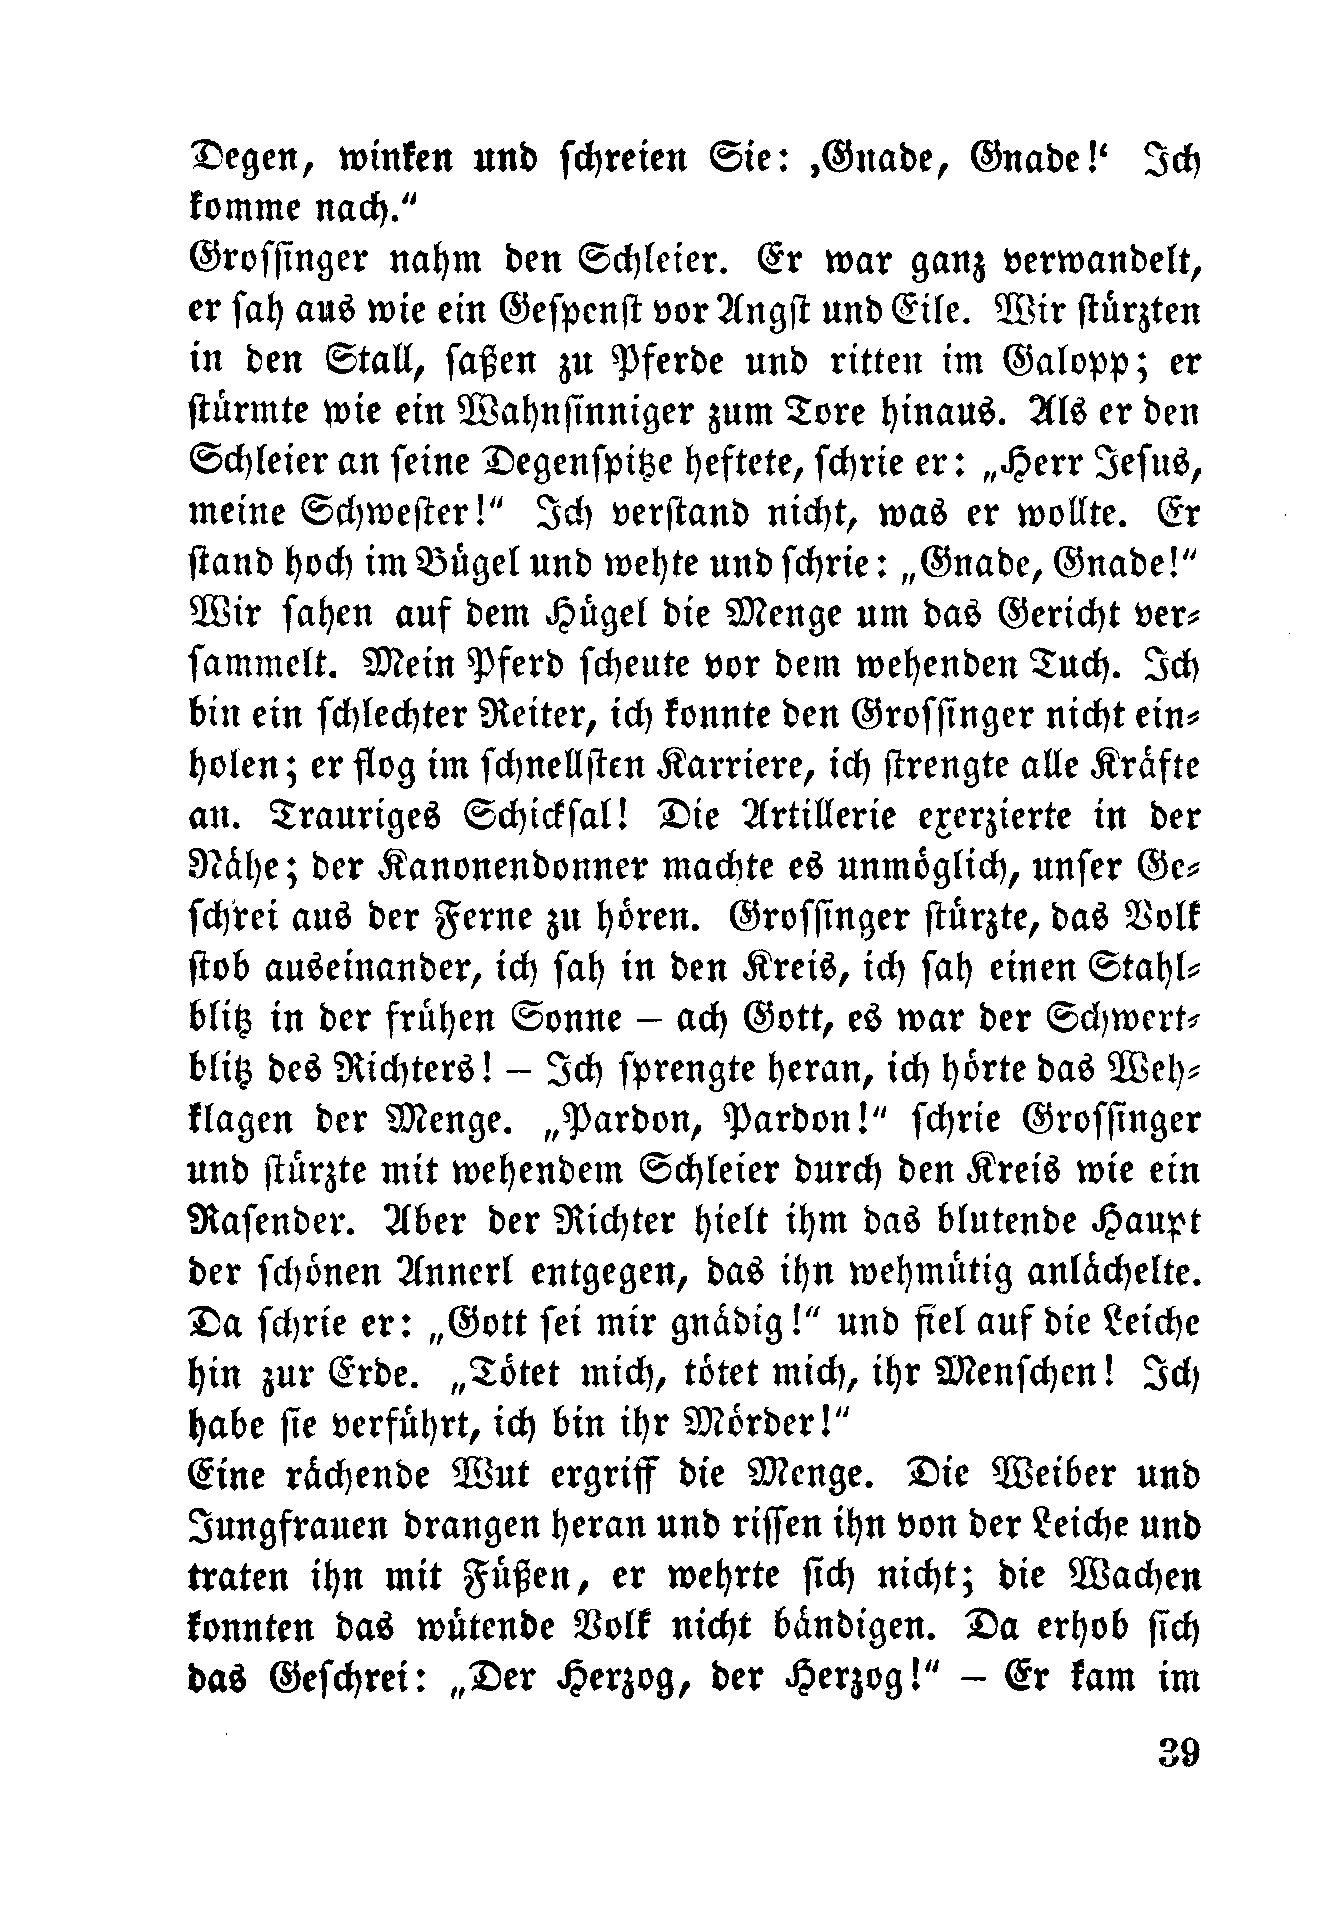 Degen, winken und schreien Sie: ‚Gnade, Gnade!‘ Ich
komme nach.“
Grossinger nahm den Schleier. Er war ganz verwandelt,
er sah aus wie ein Gespenst vor Angst und Eile. Wir stürzten
in den Stall, saßen zu Pferde und ritten im Galopp; er
stürmte wie ein Wahnsinniger zum Tore hinaus. Als er den
Schleier an seine Degenspitze heftete, schrie er: „Herr Jesus,
meine Schwester!“ Ich verstand nicht, was er wollte. Er
stand hoch im Bügel und wehte und schrie: „Gnade, Gnade!“
Wir sahen auf dem Hügel die Menge um das Gericht ver-
sammelt. Mein Pferd scheute vor dem wehenden Tuch. Ich
bin ein schlechter Reiter, ich konnte den Grossinger nicht ein-
holen; er flog im schnellsten Karriere, ich strengte alle Kräfte
an. Trauriges Schicksal! Die Artillerie exerzierte in der
Nähe; der Kanonendonner machte es unmöglich, unser Ge-
schrei aus der Ferne zu hören. Grossinger stürzte, das Volk
stob auseinander, ich sah in den Kreis, ich sah einen Stahl-
blitz in der frühen Sonne – ach Gott, es war der Schwert-
blitz des Richters! – Ich sprengte heran, ich hörte das Weh-
klagen der Menge. „Pardon, Pardon!“ schrie Grossinger
und stürzte mit wehendem Schleier durch den Kreis wie ein
Rasender. Aber der Richter hielt ihm das blutende Haupt
der schönen Annerl entgegen, das ihn wehmütig anlächelte.
Da schrie er: „Gott sei mir gnädig!“ und fiel auf die Leiche
hin zur Erde. „Tötet mich, tötet mich, ihr Menschen! Ich
habe sie verführt, ich bin ihr Mörder!“
Eine rächende Wut ergriff die Menge. Die Weiber und
Jungfrauen drangen heran und rissen ihn von der Leiche und
traten ihn mit Füßen, er wehrte sich nicht; die Wachen
konnten das wütende Volk nicht bändigen. Da erhob sich
das Geschrei: „Der Herzog, der Herzog!“ – Er kam im
39